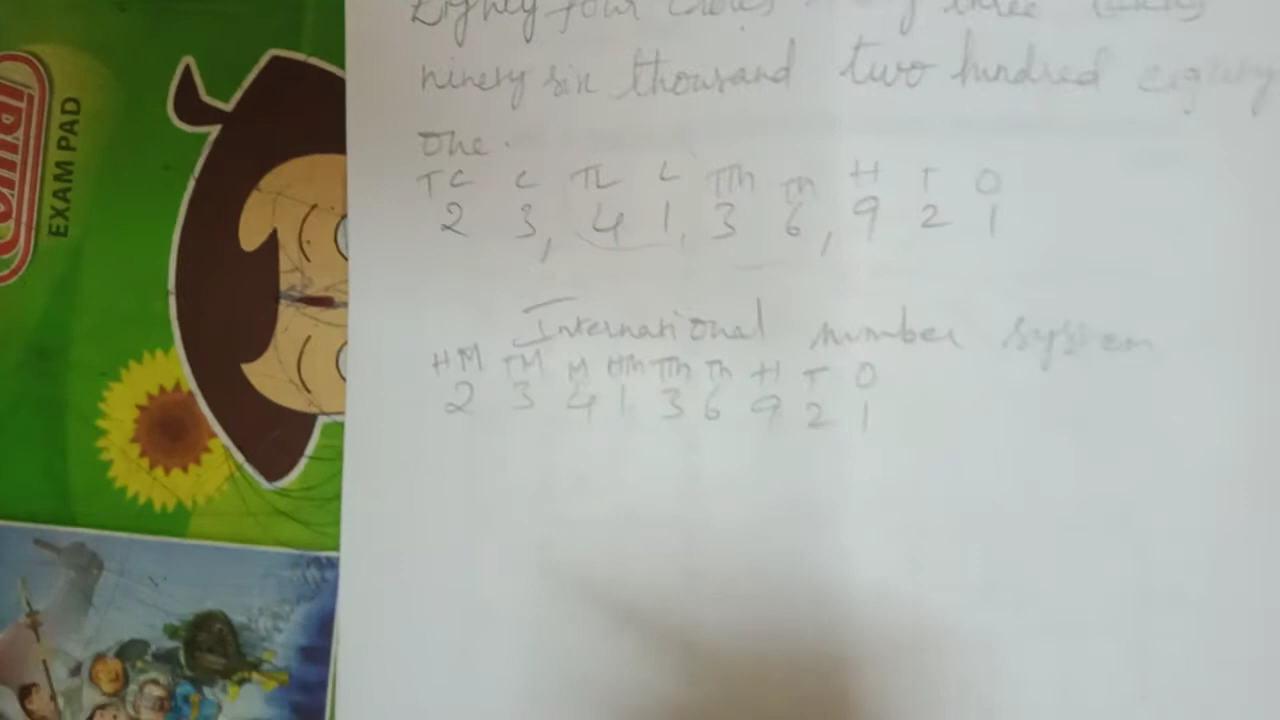 Eighty four three
ninety six thousand two hundred eighty
one.
TC C TL L TTh Th H T O
2 3, 4 1, 3 6, 9 2 1
International number system
HM TM M HTh TTh Th H T O
2 3 4 1 3 6 9 2 1
EXAM PAD